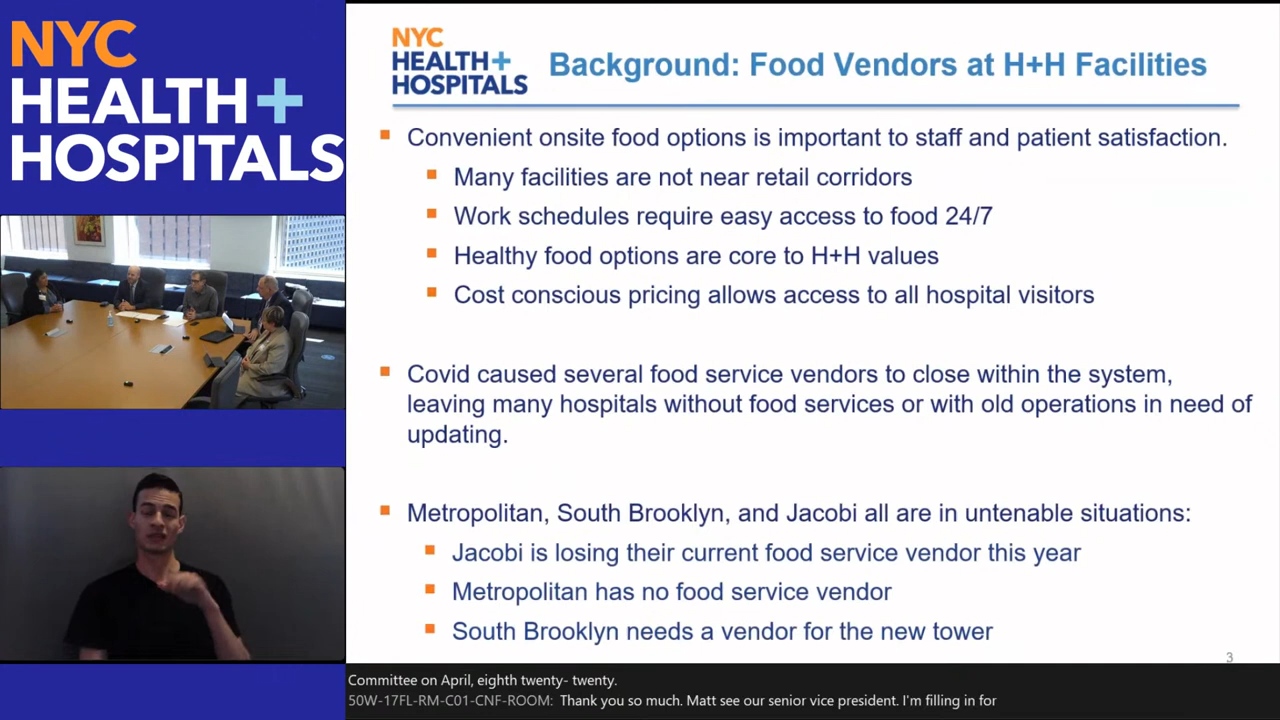 NYC
HEALTH+
HOSPITALS
NYC
HEALTH+
HOSPITALS
Background: Food Vendors at H+H Facilities
Convenient onsite food options is important to staff and patient satisfaction.
Many facilities are not near retail corridors
Work schedules require easy access to food 24/7
Healthy food options are core to H+H values
Cost conscious pricing allows access to all hospital visitors
Covid caused several food service vendors to close within the system,
leaving many hospitals without food services or with old operations in need of
updating.
Metropolitan, South Brooklyn, and Jacobi all are in untenable situations:
Jacobi is losing their current food service vendor this year
Metropolitan has no food service vendor
South Brooklyn needs a vendor for the new tower
3
Committee on April, eighth twenty- twenty.
50W-17FL-RM-C01-CNF-ROOM: Thank you so much. Matt see our senior vice president. I'm filling in for